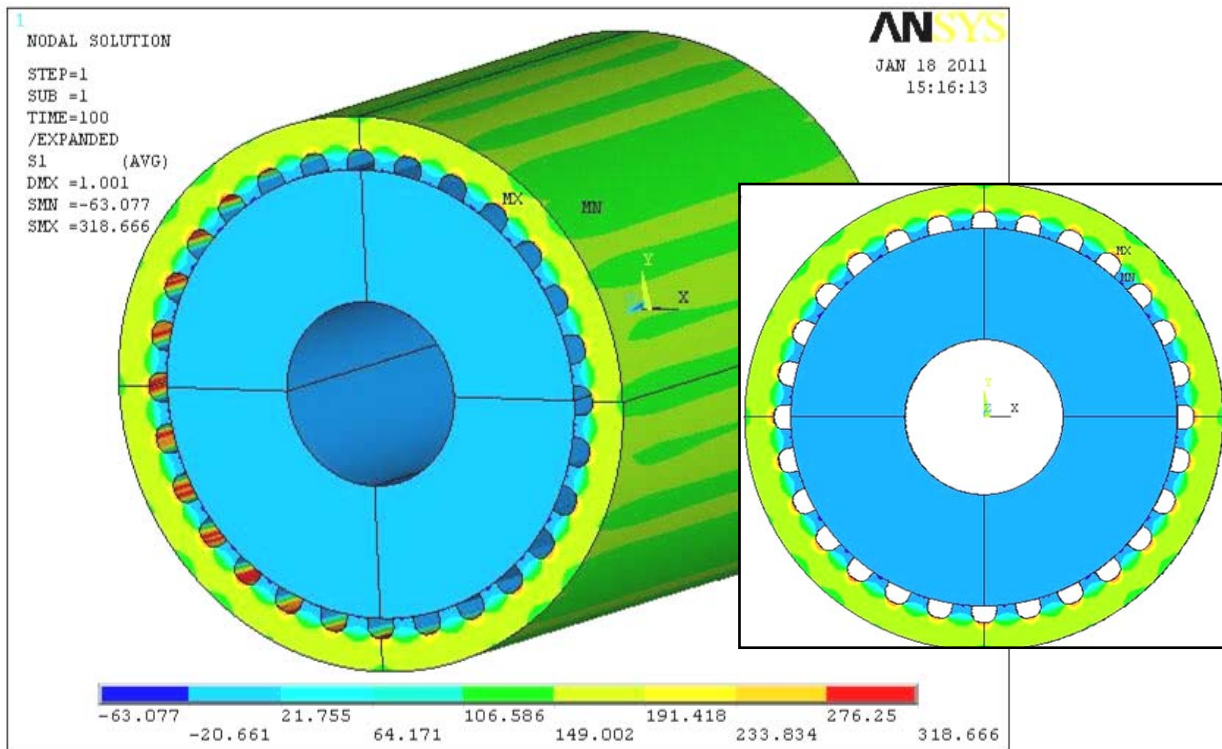 1
NODAL SOLUTION
STEP=1
SUB =1
TIME=100
/EXPANDED
S1 (AVG)
DMX =1.001
SMN =-63.077
SMX =318.666
ANSYS
JAN 18 2011
15:16:13
MX
MN
Y
Z
X
MX
MN
Y
Z
X
-63.077 21.755 106.586 191.418 276.25
-20.661 64.171 149.002 233.834 318.666